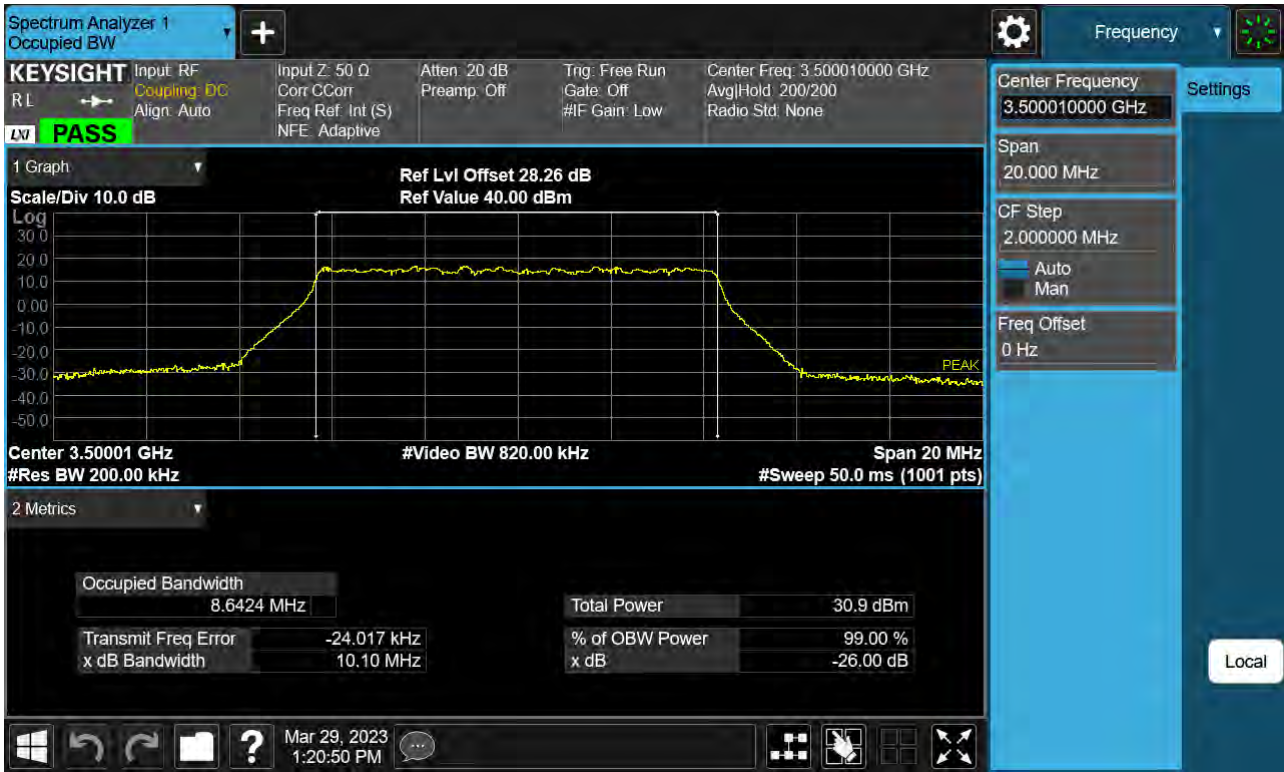 Spectrum Analyzer 1
Occupied BW
+
Frequency
KEYSIGHT
R L
LXI
PASS
Input: RF
Coupling: DC
Align: Auto
Input Z: 50 Ω
Corr CCorr
Freq Ref: Int (S)
NFE: Adaptive
Atten: 20 dB
Preamp: Off
Trig: Free Run
Gate: Off
#IF Gain: Low
Center Freq: 3.500010000 GHz
Avg|Hold: 200/200
Radio Std: None
Center Frequency
3.500010000 GHz
Settings
Span
20.000 MHz
CF Step
2.000000 MHz
Auto
Man
Freq Offset
0 Hz
Local
1 Graph
Scale/Div 10.0 dB
Ref Lvl Offset 28.26 dB
Ref Value 40.00 dBm
Log
30.0
20.0
10.0
0.00
-10.0
-20.0
-30.0
-40.0
-50.0
PEAK
Center 3.50001 GHz
#Video BW 820.00 kHz
Span 20 MHz
#Res BW 200.00 kHz
#Sweep 50.0 ms (1001 pts)
2 Metrics
Occupied Bandwidth
8.6424 MHz
Total Power 30.9 dBm
Transmit Freq Error -24.017 kHz
% of OBW Power 99.00 %
x dB Bandwidth 10.10 MHz
x dB -26.00 dB
?
Mar 29, 2023
1:20:50 PM